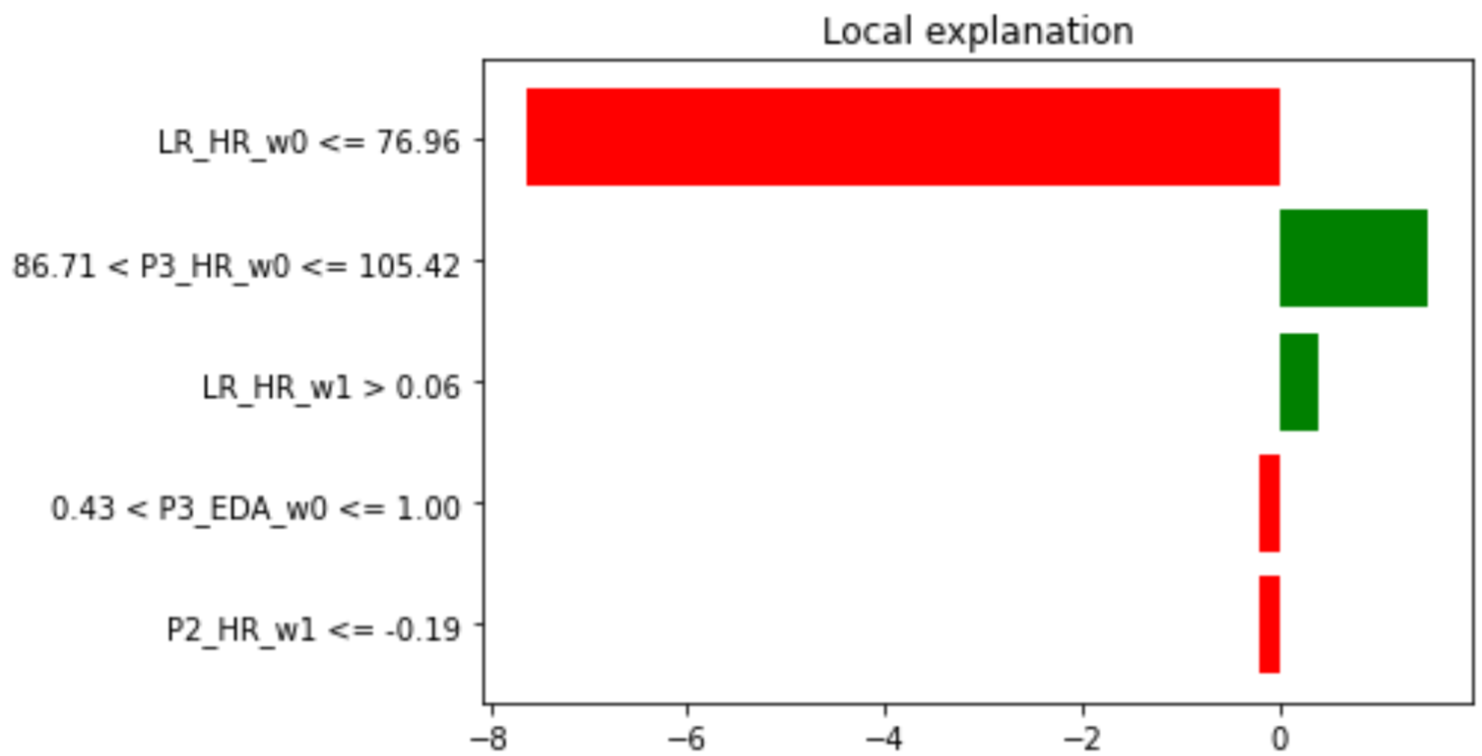 Local explanation
LR_HR_w0 <= 76.96
86.71 < P3_HR_w0 <= 105.42
LR_HR_w1 > 0.06
0.43 < P3_EDA_w0 <= 1.00
P2_HR_w1 <= -0.19
−8 −6 −4 −2 0